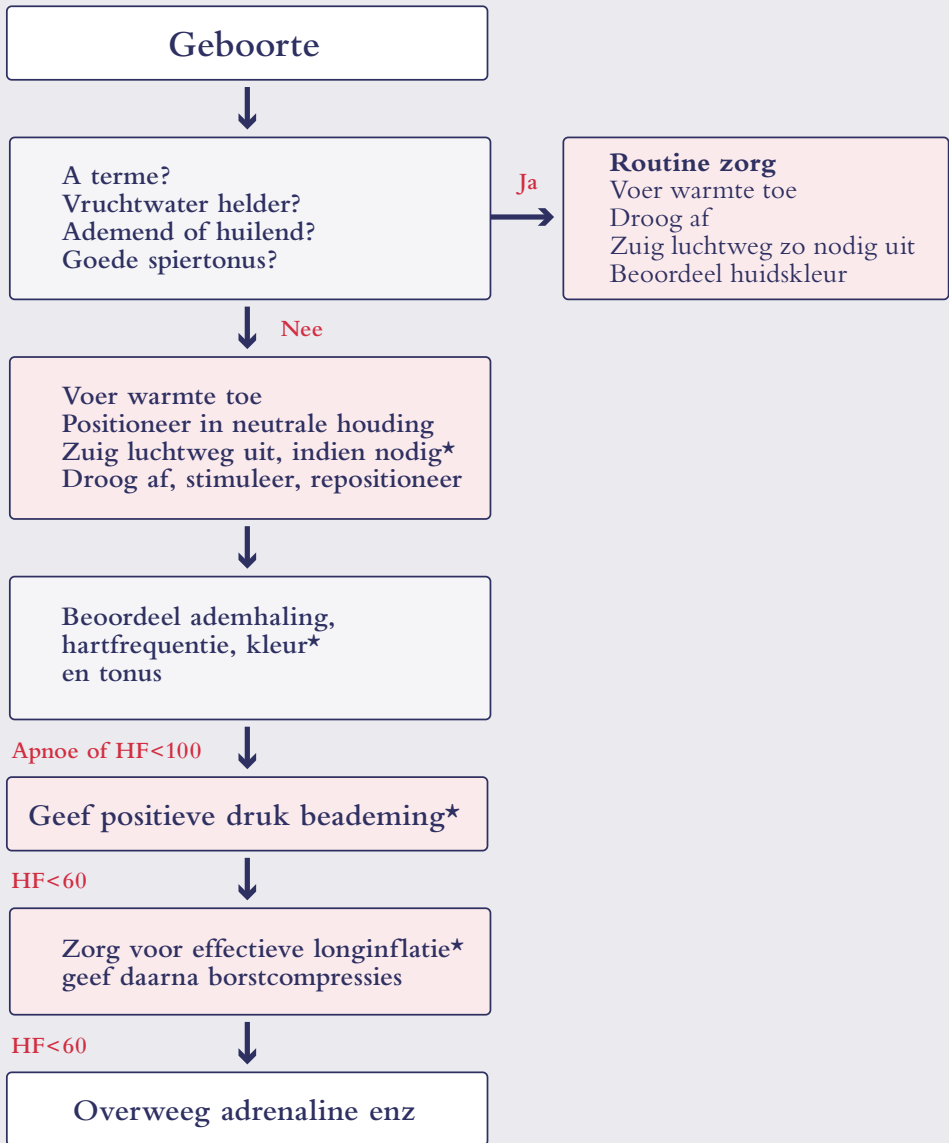 Geboorte
A terme?
Vruchtwater helder?
Ademend of huilend?
Goede spiertonus?
Ja
Routine zorg
Voer warmte toe
Droog af
Zuig luchtweg zo nodig uit
Beoordeel huidskleur
Nee
Voer warmte toe
Positioneer in neutrale houding
Zuig luchtweg uit, indien nodig★
Droog af, stimuleer, repositioneer
Beoordeel ademhaling,
hartfrequentie, kleur★
en tonus
Apnoe of HF<100
Geef positieve druk beademing★
HF<60
Zorg voor effectieve longinflatie★
geef daarna borstcompressies
HF<60
Overweeg adrenaline enz